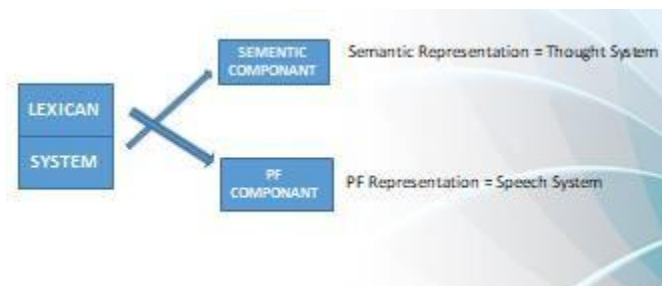 SEMENTIC
COMPONANT
Semantic Representation = Thought System
LEXICAN
SYSTEM
PF
COMPONANT
PF Representation = Speech System